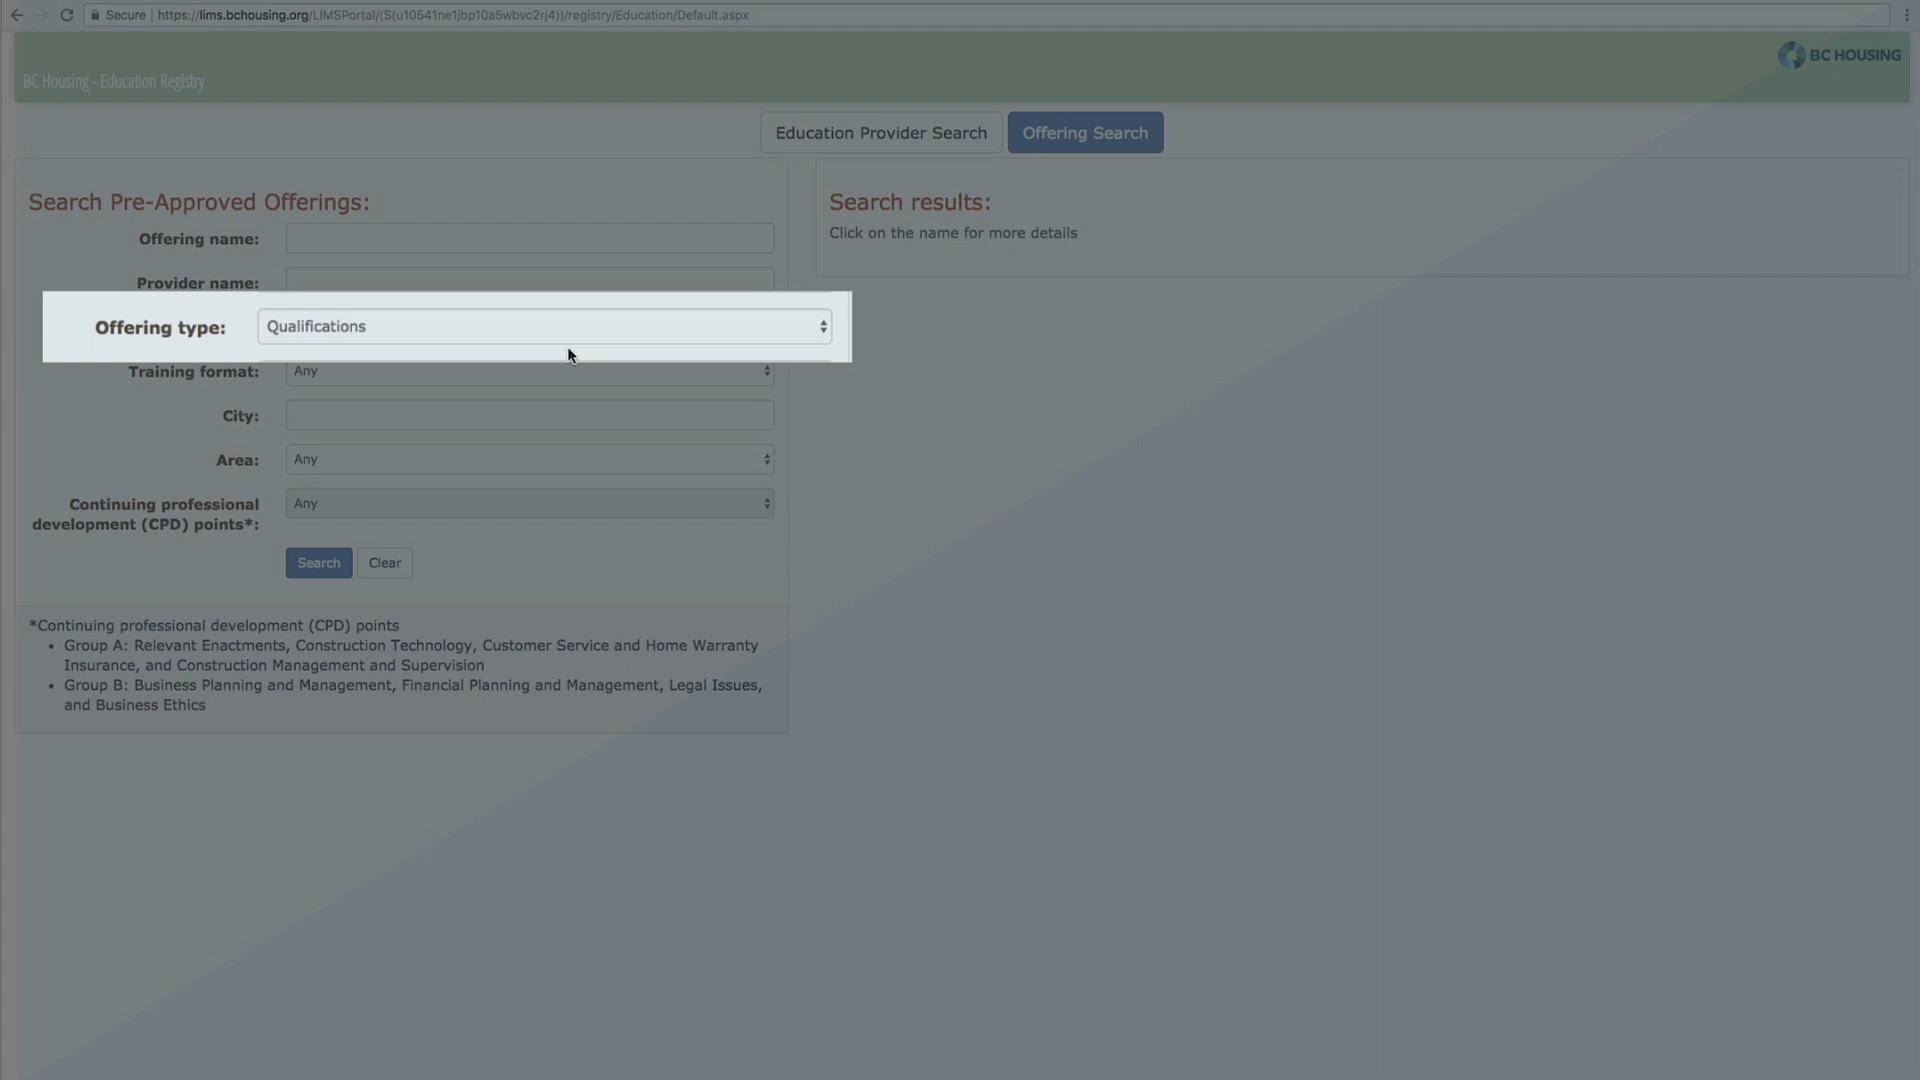 Secure | https://lims.bchousing.org/LIMSPortal/(S(u10541ne1jbp10a5wbvc2rj4))/registry/Education/Default.aspx
BC HOUSING
BC Housing - Education Registry
Education Provider Search
Offering Search
Search Pre-Approved Offerings:
Offering name:
Provider name:
Offering type: Qualifications
Training format: Any
City:
Area: Any
Continuing professional
development (CPD) points*: Any
Search
Clear
*Continuing professional development (CPD) points
• Group A: Relevant Enactments, Construction Technology, Customer Service and Home Warranty
Insurance, and Construction Management and Supervision
• Group B: Business Planning and Management, Financial Planning and Management, Legal Issues,
and Business Ethics
Search results:
Click on the name for more details